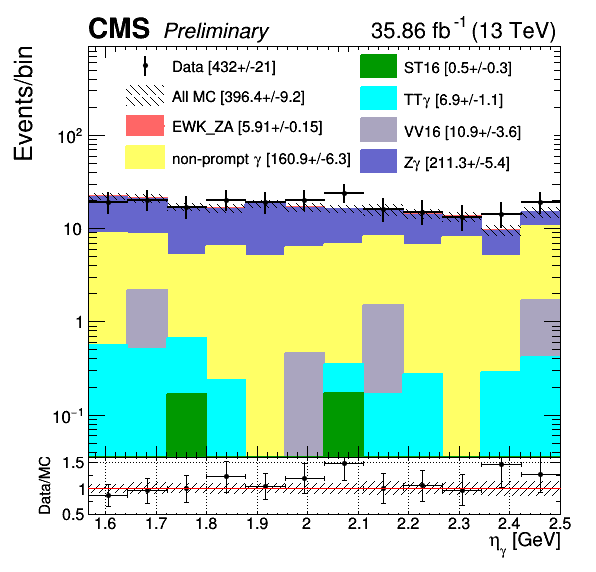 CMS Preliminary 35.86 fb⁻¹ (13 TeV)
Events/bin
Data [432+/-21]
All MC [396.4+/-9.2]
EWK_ZA [5.91+/-0.15]
non-prompt γ [160.9+/-6.3]
ST16 [0.5+/-0.3]
TTγ [6.9+/-1.1]
VV16 [10.9+/-3.6]
Zγ [211.3+/-5.4]
10²
10
1
10⁻¹
Data/MC
1.5
1
0.5
1.6 1.7 1.8 1.9 2 2.1 2.2 2.3 2.4 2.5
ηγ [GeV]